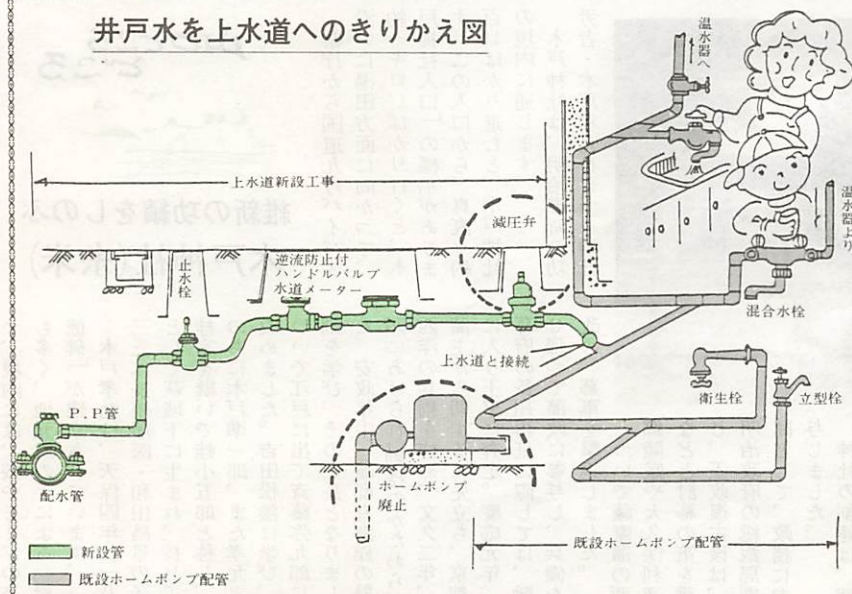 井戸水を上水道へのきりかえ図
温水器へ
上水道新設工事
減圧弁
温水器より
止水栓
逆流防止付
ハンドルバルブ
水道メーター
混合水栓
上水道と接続
P.P管
衛生栓
立型栓
配水管
ホームポンプ
廃止
既設ホームポンプ配管
新設管
既設ホームポンプ配管